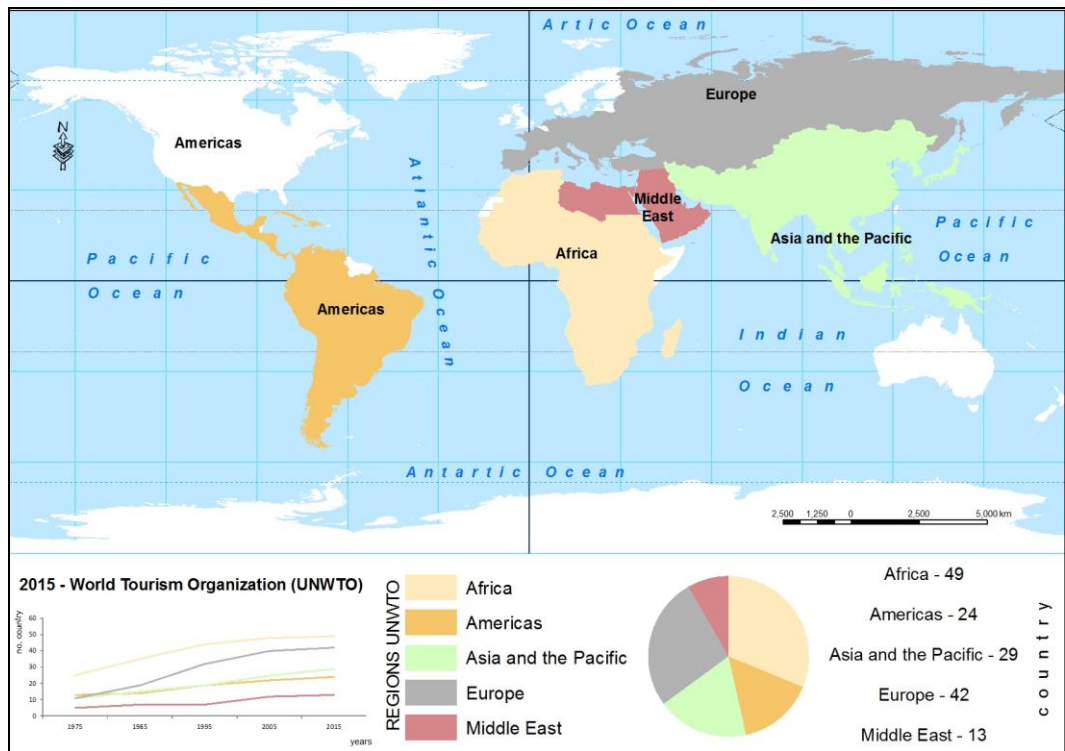 Artic Ocean
Europe
Americas
N
Atlantic Ocean
Middle
East
Pacific
Ocean
Asia and the Pacific
Africa
Pacific
Ocean
Americas
Indian
Ocean
Antartic Ocean
2,500 1,250 0 2,500 5,000 km
2015 - World Tourism Organization (UNWTO)
no. country
60
50
40
30
20
10
0
1975 1985 1995 2005 2015
years
REGIONS UNWTO
Africa
Americas
Asia and the Pacific
Europe
Middle East
Africa - 49
Americas - 24
Asia and the Pacific - 29
Europe - 42
Middle East - 13
country